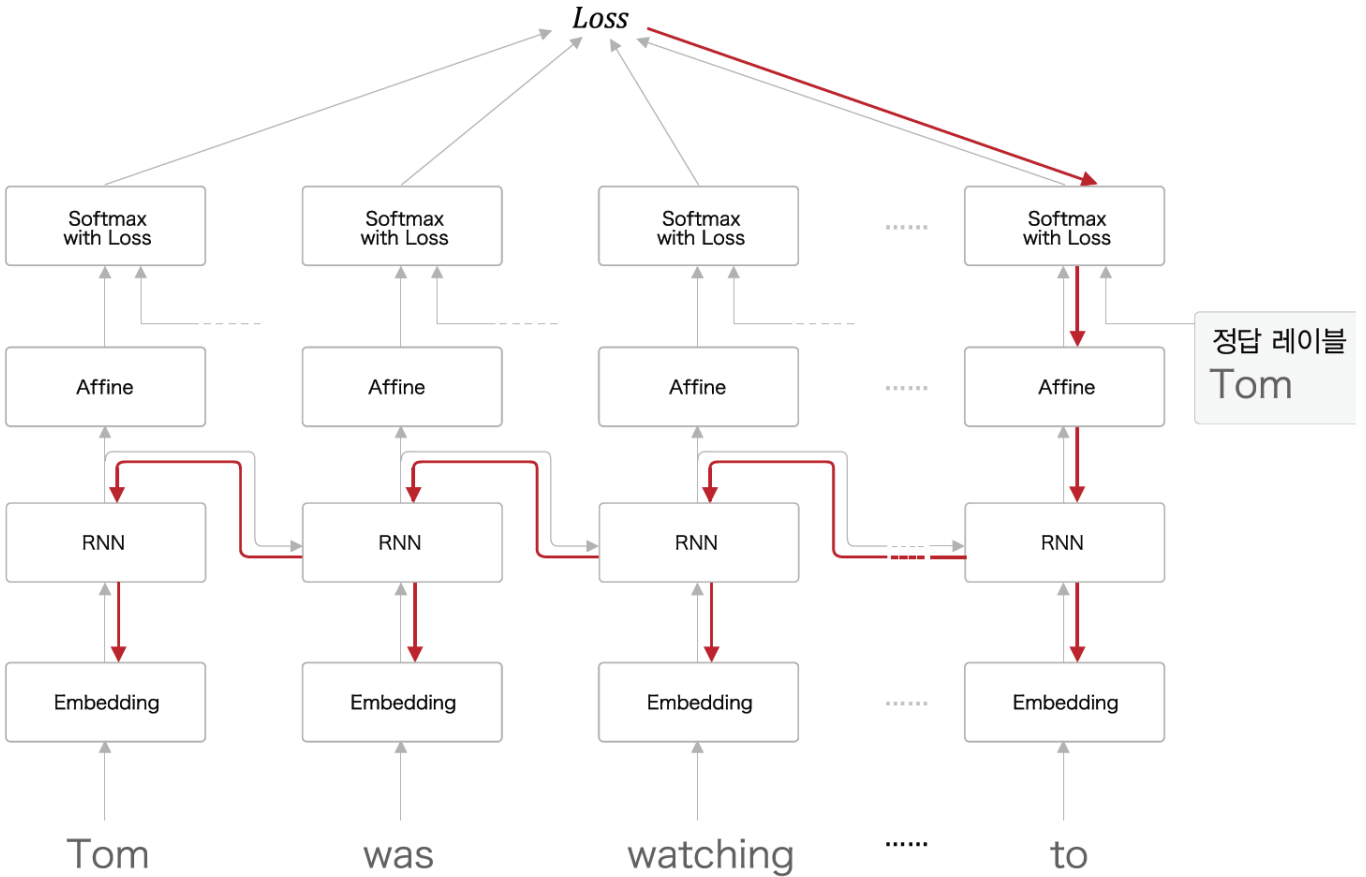 Loss
Softmax
with Loss
Softmax
with Loss
Softmax
with Loss
......
Softmax
with Loss
정답 레이블
Tom
Affine
Affine
Affine
......
Affine
RNN
RNN
RNN
RNN
Embedding
Embedding
Embedding
......
Embedding
Tom
was
watching
......
to